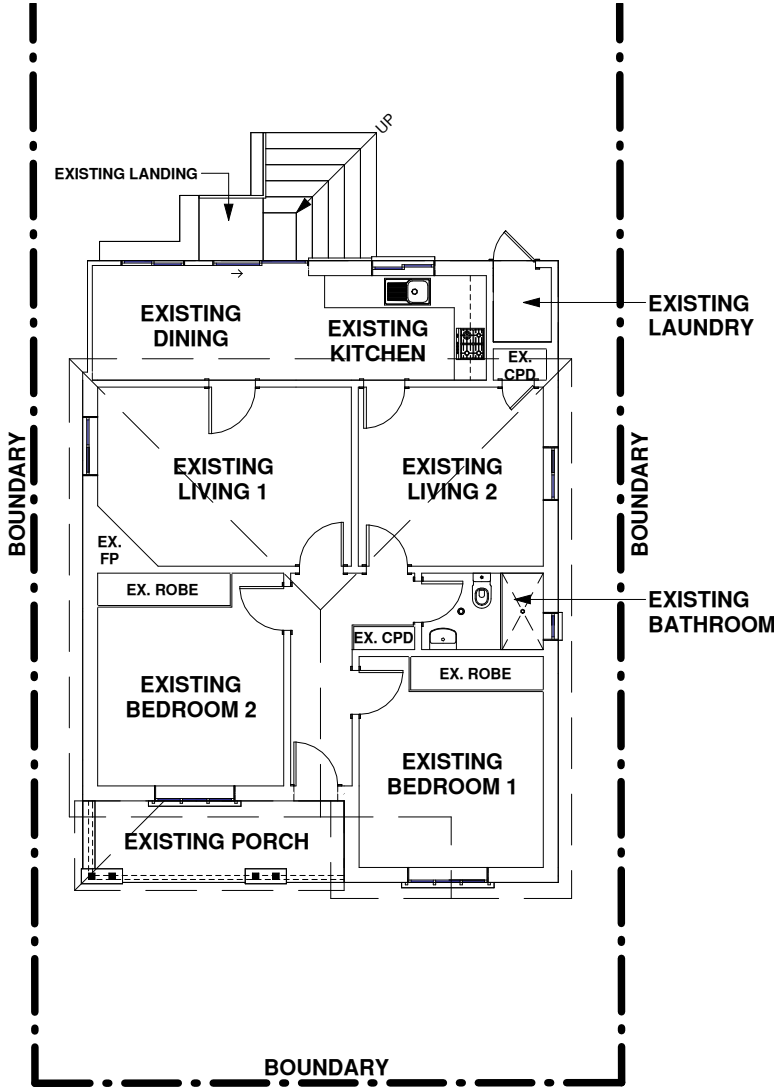 UP
EXISTING LANDING
EXISTING
DINING
EXISTING
KITCHEN
EXISTING
LAUNDRY
EX.
CPD
BOUNDARY
EXISTING
LIVING 1
EXISTING
LIVING 2
BOUNDARY
EX.
FP
EX. ROBE
EXISTING
BATHROOM
EX. CPD
EX. ROBE
EXISTING
BEDROOM 2
EXISTING
BEDROOM 1
EXISTING PORCH
BOUNDARY